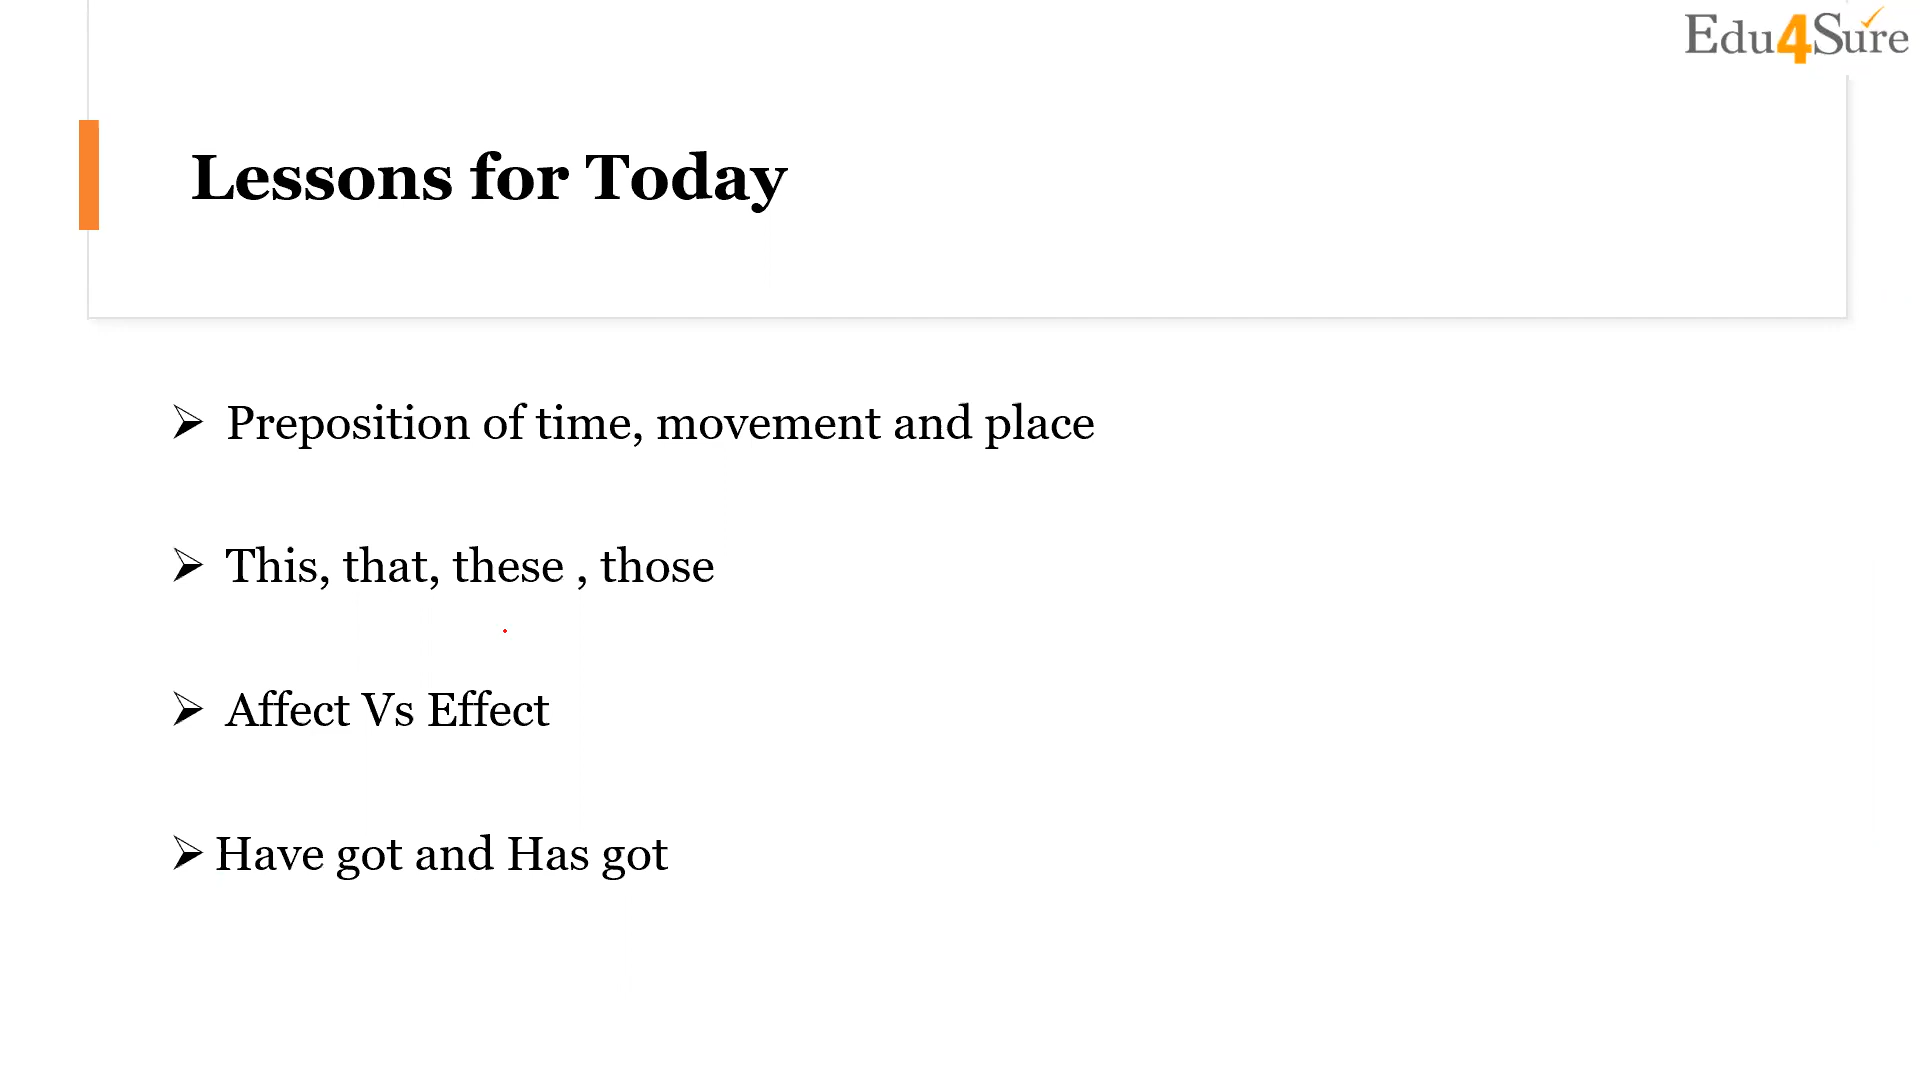 Edu4Sure
Lessons for Today
Preposition of time, movement and place
This, that, these , those
Affect Vs Effect
Have got and Has got